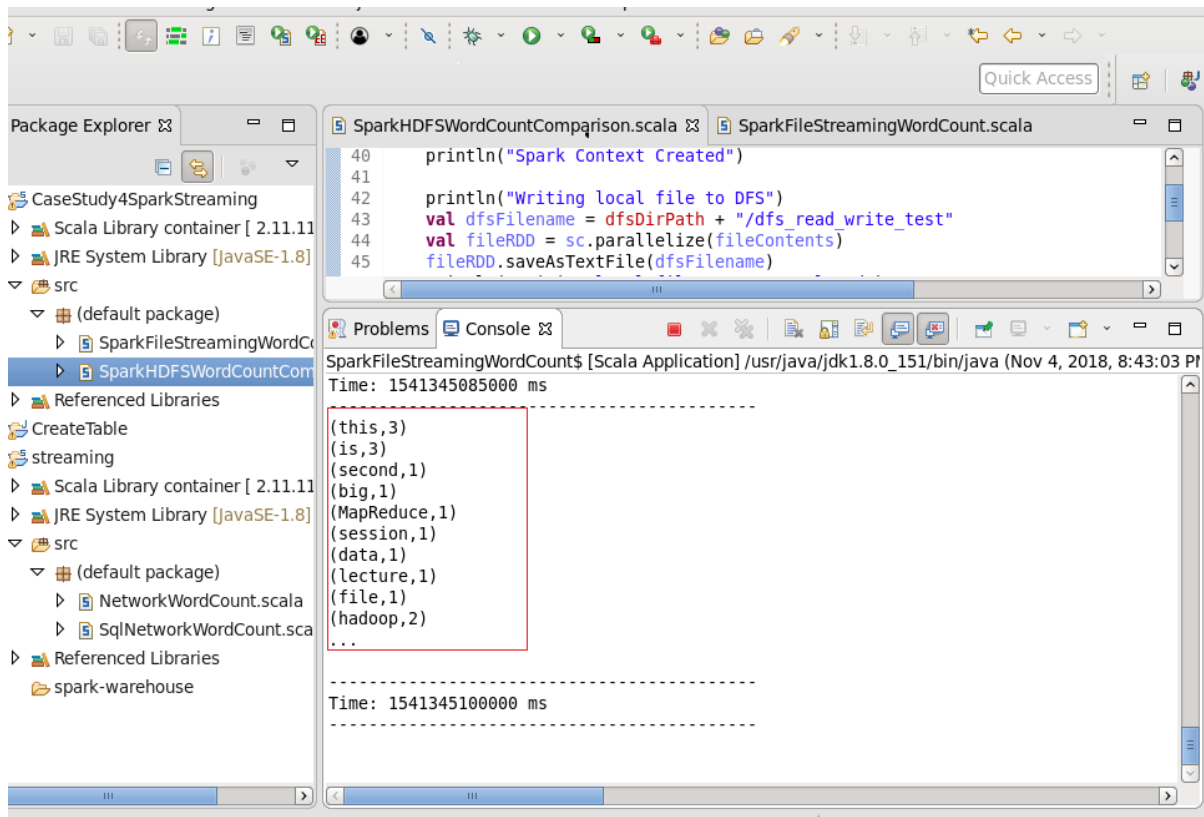 Quick Access
Package Explorer
CaseStudy4SparkStreaming
Scala Library container [ 2.11.11
JRE System Library [JavaSE-1.8]
src
(default package)
SparkFileStreamingWordCo
SparkHDFSWordCountCom
Referenced Libraries
CreateTable
streaming
Scala Library container [ 2.11.11
JRE System Library [JavaSE-1.8]
src
(default package)
NetworkWordCount.scala
SqlNetworkWordCount.sca
Referenced Libraries
spark-warehouse
SparkHDFSWordCountComparison.scala SparkFileStreamingWordCount.scala
40 println("Spark Context Created")
41
42 println("Writing local file to DFS")
43 val dfsFilename = dfsDirPath + "/dfs_read_write_test"
44 val fileRDD = sc.parallelize(fileContents)
45 fileRDD.saveAsTextFile(dfsFilename)
Problems Console
SparkFileStreamingWordCount$ [Scala Application] /usr/java/jdk1.8.0_151/bin/java (Nov 4, 2018, 8:43:03 PM
Time: 1541345085000 ms
-------------------------------------------
(this,3)
(is,3)
(second,1)
(big,1)
(MapReduce,1)
(session,1)
(data,1)
(lecture,1)
(file,1)
(hadoop,2)
...
-------------------------------------------
Time: 1541345100000 ms
-------------------------------------------